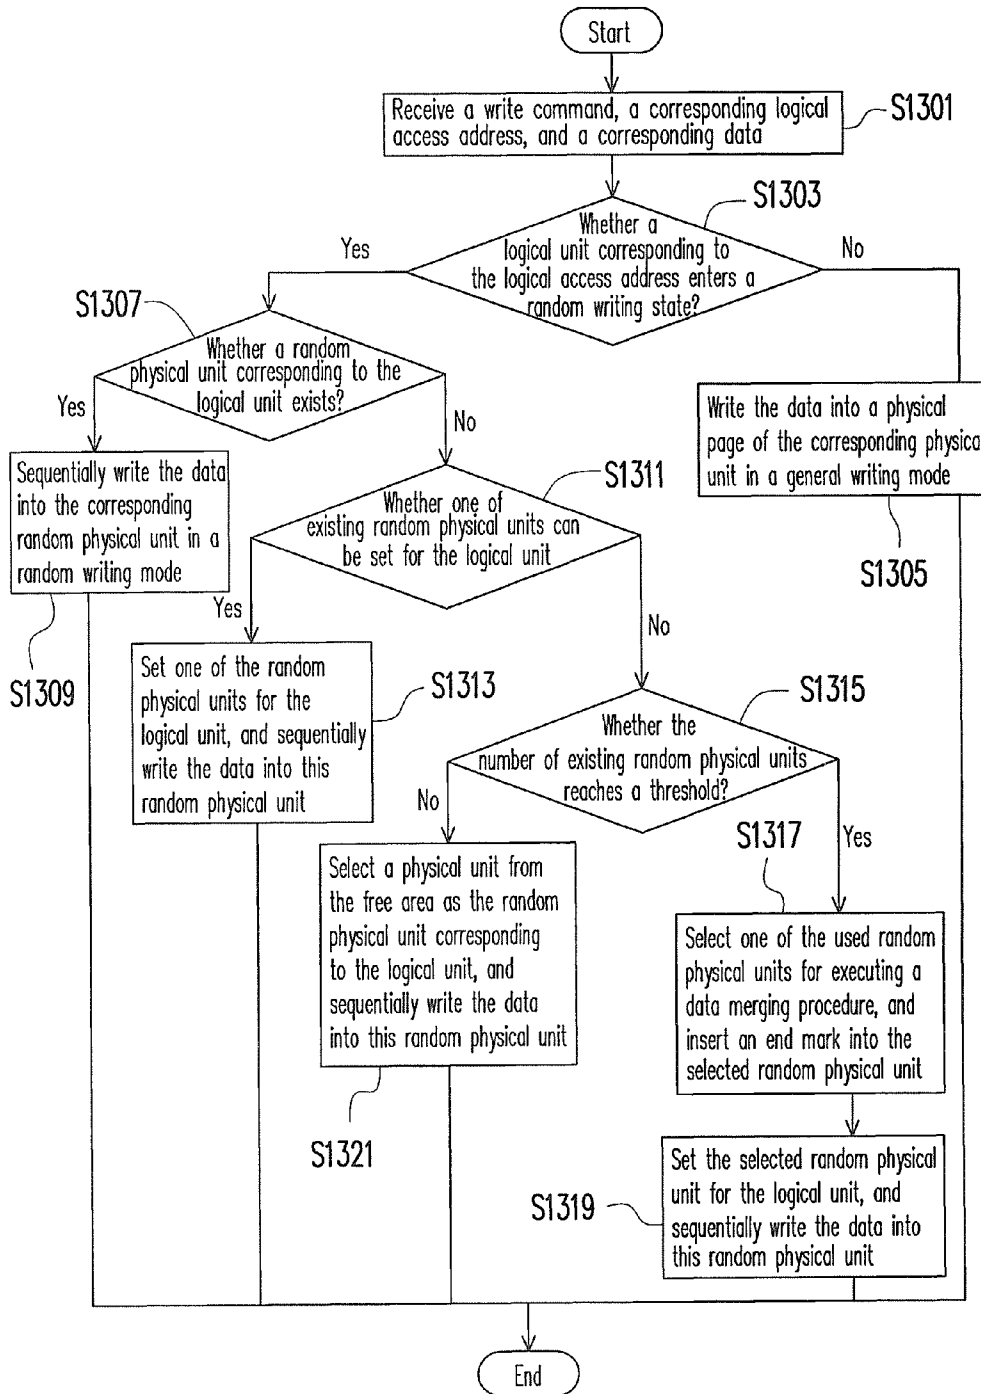 Start
Receive a write command, a corresponding logical
access address, and a corresponding data
S1301
S1303
Whether a
logical unit corresponding to
the logical access address enters a
random writing state?
Yes
No
S1307
Whether a random
physical unit corresponding to the
logical unit exists?
Yes
No
Write the data into a physical
page of the corresponding physica
unit in a general writing mode
S1305
Sequentially write the data
into the corresponding
random physical unit in a
random writing mode
S1309
S1311
Whether one of
existing random physical units can
be set for the logical unit
Yes
No
Set one of the random
physical units for the
logical unit, and sequentially
write the data into this
random physical unit
S1313
S1315
Whether the
number of existing random physical units
reaches a threshold?
No
Yes
S1317
Select a physical unit from
the free area as the random
physical unit corresponding
to the logical unit, and
sequentially write the data
into this random physical unit
S1321
Select one of the used random
physical units for executing a
data merging procedure, and
insert an end mark into the
selected random physical unit
Set the selected random physical
unit for the logical unit, and
sequentially write the data into
this random physical unit
S1319
End